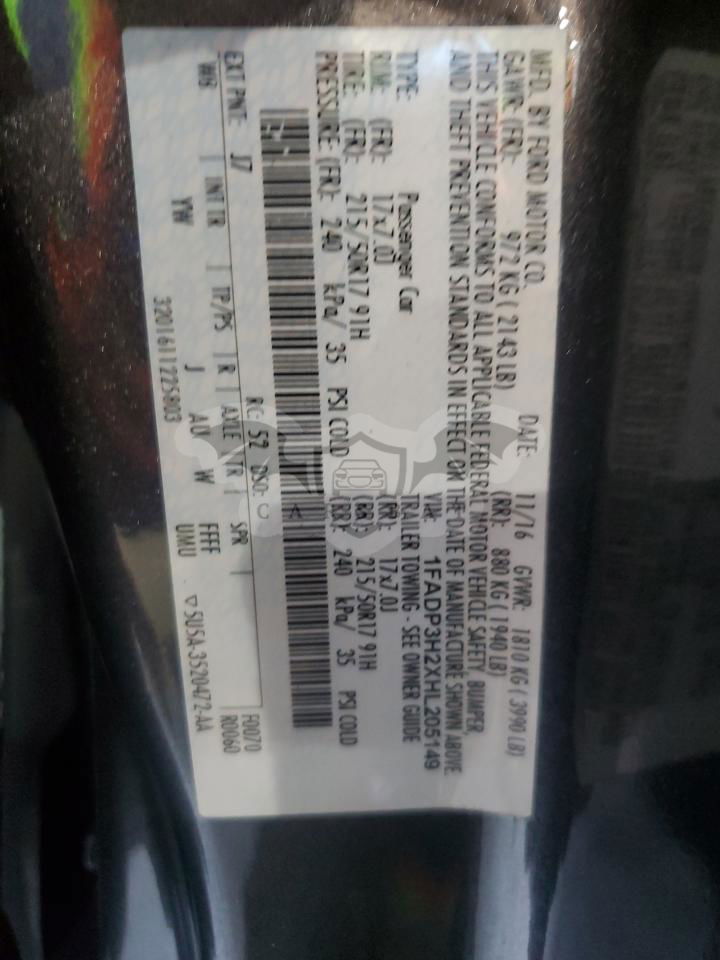 MFD. BY FORD MOTOR CO. DATE: 11/16 GVWR: 1810 KG ( 3990 LB)
GAWR: (FR): 972 KG ( 2143 LB) (RR): 880 KG ( 1940 LB)
THIS VEHICLE CONFORMS TO ALL APPLICABLE FEDERAL MOTOR VEHICLE SAFETY, BUMPER,
AND THEFT PREVENTION STANDARDS IN EFFECT ON THE DATE OF MANUFACTURE SHOWN ABOVE.
VIN: 1FADP3H2XHL205149
TYPE: Passenger Car TRAILER TOWING - SEE OWNER GUIDE
RIM: (FR): 17x7.0J (RR): 17x7.0J
TIRE: (FR): 215/50R17 91H (RR): 215/50R17 91H
PRESSURE: (FR): 240 kPa/ 35 PSI COLD (RR): 240 kPa/ 35 PSI COLD
EXT PNT: J7 RC: 52 DSO:
WB INT TR TP/PS R AXLE TR SPR F0070
YW J AU W FFFF UMU R0060
3201611225803 ▽ 5U5A-3520472-AA